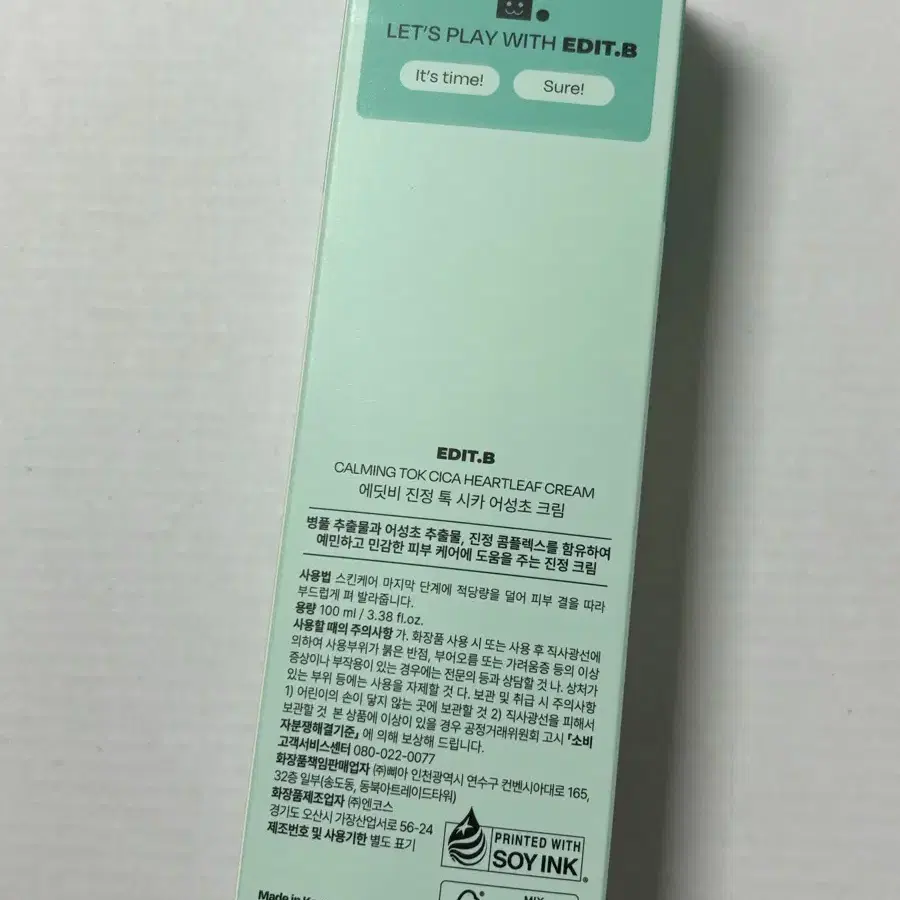 LET'S PLAY WITH EDIT.B
It's time!
Sure!
EDIT.B
CALMING TOK CICA HEARTLEAF CREAM
에딧비 진정 톡 시카 어성초 크림
병풀 추출물과 어성초 추출물, 진정 콤플렉스를 함유하여
예민하고 민감한 피부 케어에 도움을 주는 진정 크림
사용법 스킨케어 마지막 단계에 적당량을 덜어 피부 결을 따라
부드럽게 펴 발라줍니다.
용량 100 ml / 3.38 fl.oz.
사용할 때의 주의사항 가. 화장품 사용 시 또는 사용 후 직사광선에
의하여 사용부위가 붉은 반점, 부어오름 또는 가려움증 등의 이상
증상이나 부작용이 있는 경우에는 전문의 등과 상담할 것 나. 상처가
있는 부위 등에는 사용을 자제할 것 다. 보관 및 취급 시 주의사항
1) 어린이의 손이 닿지 않는 곳에 보관할 것 2) 직사광선을 피해서
보관할 것 본 상품에 이상이 있을 경우 공정거래위원회 고시 「소비
자분쟁해결기준」에 의해 보상해 드립니다.
고객서비스센터 080-022-0077
화장품책임판매업자 ㈜삐아 인천광역시 연수구 컨벤시아대로 165,
32층 일부(송도동, 동북아트레이드타워)
화장품제조업자 ㈜엔코스
경기도 오산시 가장산업서로 56-24
제조번호 및 사용기한 별도 표기
PRINTED WITH
SOY INK
Made in
MIX